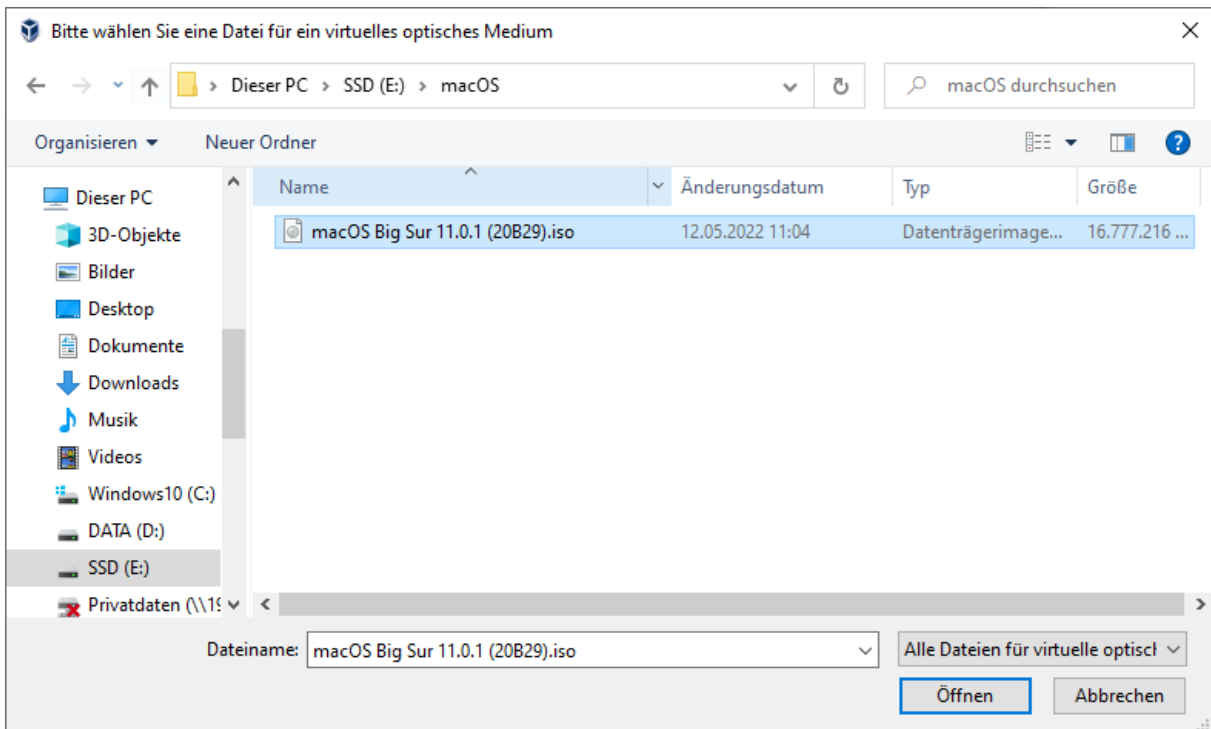 Bitte wählen Sie eine Datei für ein virtuelles optisches Medium
Dieser PC > SSD (E:) > macOS
macOS durchsuchen
Organisieren
Neuer Ordner
Name
Änderungsdatum
Typ
Größe
Dieser PC
3D-Objekte
Bilder
Desktop
Dokumente
Downloads
Musik
Videos
Windows10 (C:)
DATA (D:)
SSD (E:)
Privatdaten (\\19
macOS Big Sur 11.0.1 (20B29).iso
12.05.2022 11:04
Datenträgerimage...
16.777.216 ...
Dateiname:
macOS Big Sur 11.0.1 (20B29).iso
Alle Dateien für virtuelle optisch
Öffnen
Abbrechen